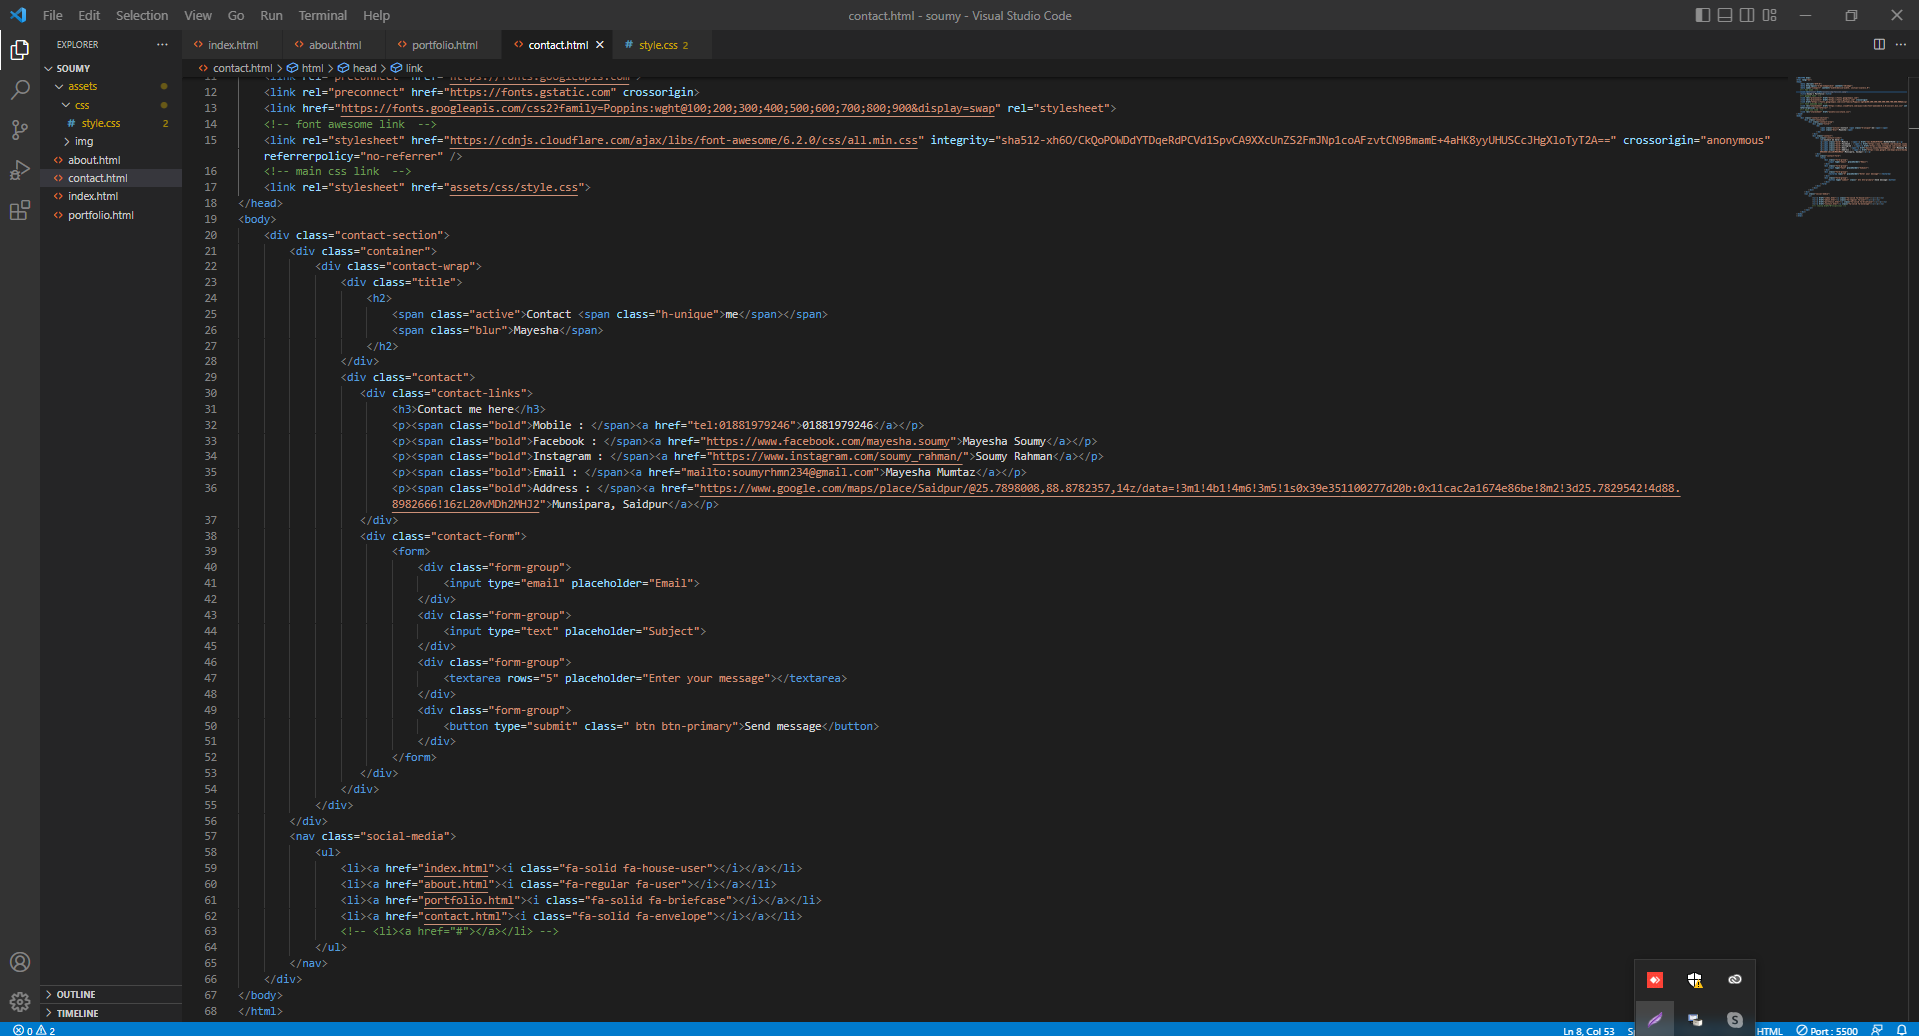 File Edit Selection View Go Run Terminal Help
contact.html - soumy - Visual Studio Code
EXPLORER
SOUMY
assets
css
style.css 2
img
about.html
contact.html
index.html
portfolio.html
OUTLINE
TIMELINE
index.html about.html portfolio.html contact.html style.css 2
contact.html > html > head > link
11 <link rel="preconnect" href="https://fonts.googleapis.com">
12 <link rel="preconnect" href="https://fonts.gstatic.com" crossorigin>
13 <link href="https://fonts.googleapis.com/css2?family=Poppins:wght@100;200;300;400;500;600;700;800;900&display=swap" rel="stylesheet">
14 <!-- font awesome link -->
15 <link rel="stylesheet" href="https://cdnjs.cloudflare.com/ajax/libs/font-awesome/6.2.0/css/all.min.css" integrity="sha512-xh6O/CkQoPOWDdYTDqeRdPCVd1SpvCA9XXcUnZS2FmJNp1coAFzvtCN9BmamE+4aHK8yyUHUSCcJHgXloTyT2A==" crossorigin="anonymous"
referrerpolicy="no-referrer" />
16 <!-- main css link -->
17 <link rel="stylesheet" href="assets/css/style.css">
18 </head>
19 <body>
20 <div class="contact-section">
21 <div class="container">
22 <div class="contact-wrap">
23 <div class="title">
24 <h2>
25 <span class="active">Contact <span class="h-unique">me</span></span>
26 <span class="blur">Mayesha</span>
27 </h2>
28 </div>
29 <div class="contact">
30 <div class="contact-links">
31 <h3>Contact me here</h3>
32 <p><span class="bold">Mobile : </span><a href="tel:01881979246">01881979246</a></p>
33 <p><span class="bold">Facebook : </span><a href="https://www.facebook.com/mayesha.soumy">Mayesha Soumy</a></p>
34 <p><span class="bold">Instagram : </span><a href="https://www.instagram.com/soumy_rahman/">Soumy Rahman</a></p>
35 <p><span class="bold">Email : </span><a href="mailto:soumyrhmn234@gmail.com">Mayesha Mumtaz</a></p>
36 <p><span class="bold">Address : </span><a href="https://www.google.com/maps/place/Saidpur/@25.7898008,88.8782357,14z/data=!3m1!4b1!4m6!3m5!1s0x39e351100277d20b:0x11cac2a1674e86be!8m2!3d25.7829542!4d88.
8982666!16zL20vMDh2MHJ2">Munsipara, Saidpur</a></p>
37 </div>
38 <div class="contact-form">
39 <form>
40 <div class="form-group">
41 <input type="email" placeholder="Email">
42 </div>
43 <div class="form-group">
44 <input type="text" placeholder="Subject">
45 </div>
46 <div class="form-group">
47 <textarea rows="5" placeholder="Enter your message"></textarea>
48 </div>
49 <div class="form-group">
50 <button type="submit" class=" btn btn-primary">Send message</button>
51 </div>
52 </form>
53 </div>
54 </div>
55 </div>
56 </div>
57 <nav class="social-media">
58 <ul>
59 <li><a href="index.html"><i class="fa-solid fa-house-user"></i></a></li>
60 <li><a href="about.html"><i class="fa-regular fa-user"></i></a></li>
61 <li><a href="portfolio.html"><i class="fa-solid fa-briefcase"></i></a></li>
62 <li><a href="contact.html"><i class="fa-solid fa-envelope"></i></a></li>
63 <!-- <li><a href="#"></a></li> -->
64 </ul>
65 </nav>
66 </div>
67 </body>
68 </html>
0 2 Ln 8, Col 53 HTML Port : 5500